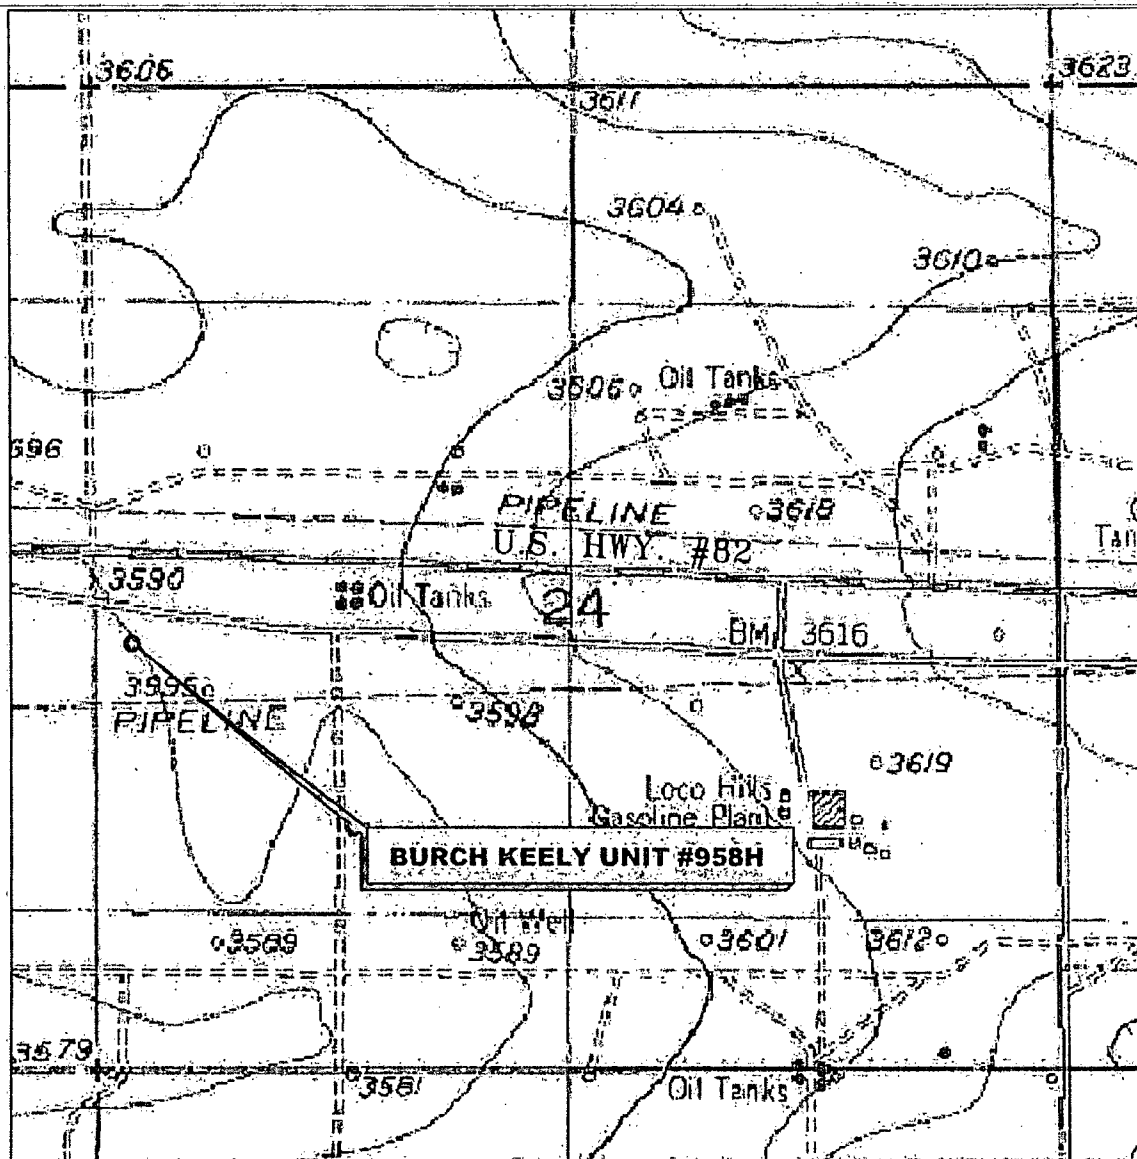 3606
3623
3611
3604
3610
3606
Oil Tanks
PIPELINE
3618
U.S. HWY. #82
3590
Oil Tanks
24
BM 3616
PIPELINE
3598
3619
Loco Hills
Gasoline Plant
BURCH KEELY UNIT #958H
Oil Well
3589
3589
3601
3612
3579
3581
Oil Tanks